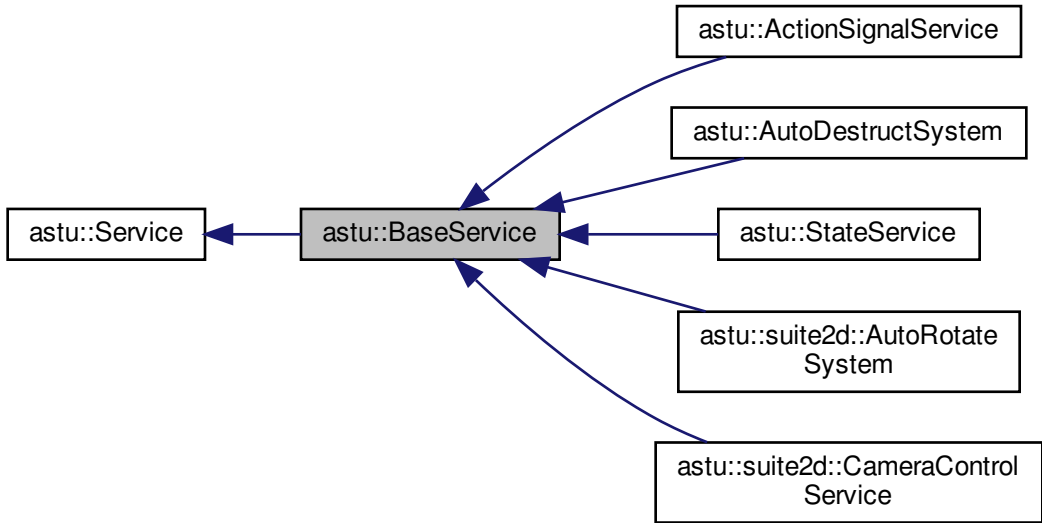 astu::ActionSignalService
astu::AutoDestructSystem
astu::Service
astu::BaseService
astu::StateService
astu::suite2d::AutoRotate
System
astu::suite2d::CameraControl
Service